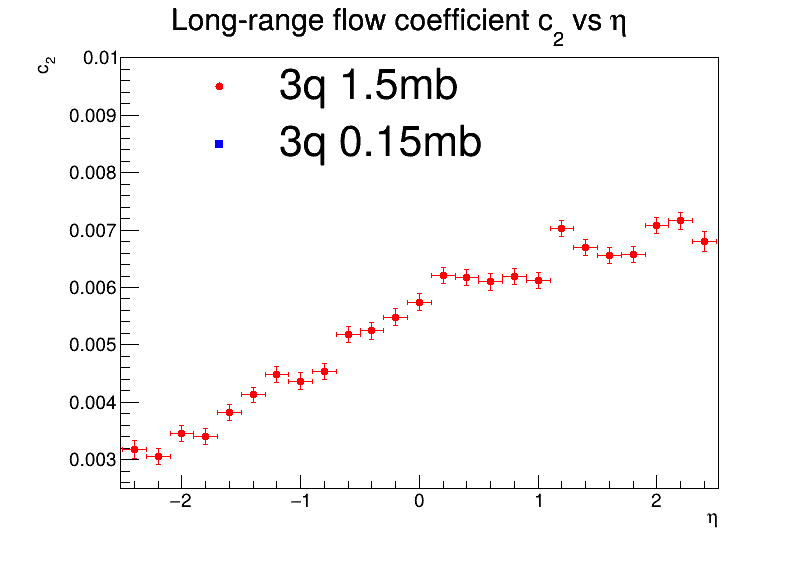 Long-range flow coefficient c₂ vs η
c₂
0.01
0.009
0.008
0.007
0.006
0.005
0.004
0.003
3q 1.5mb
3q 0.15mb
−2 −1 0 1 2
η